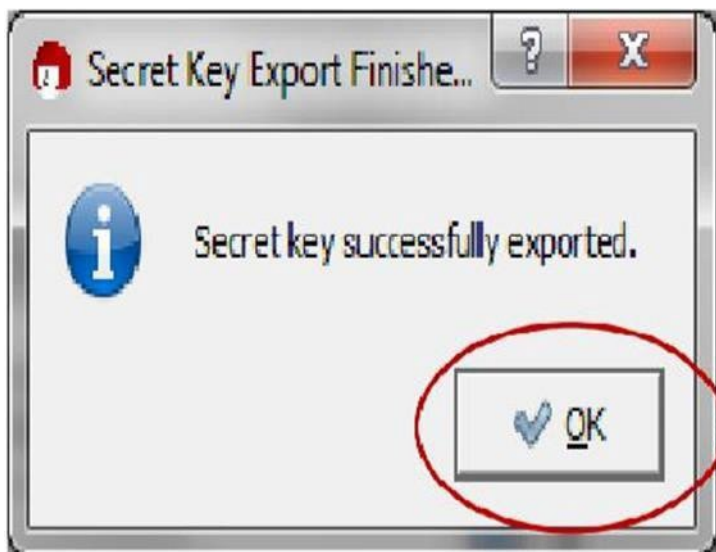 Secret Key Export Finishe... ? X
Secret key successfully exported.
OK